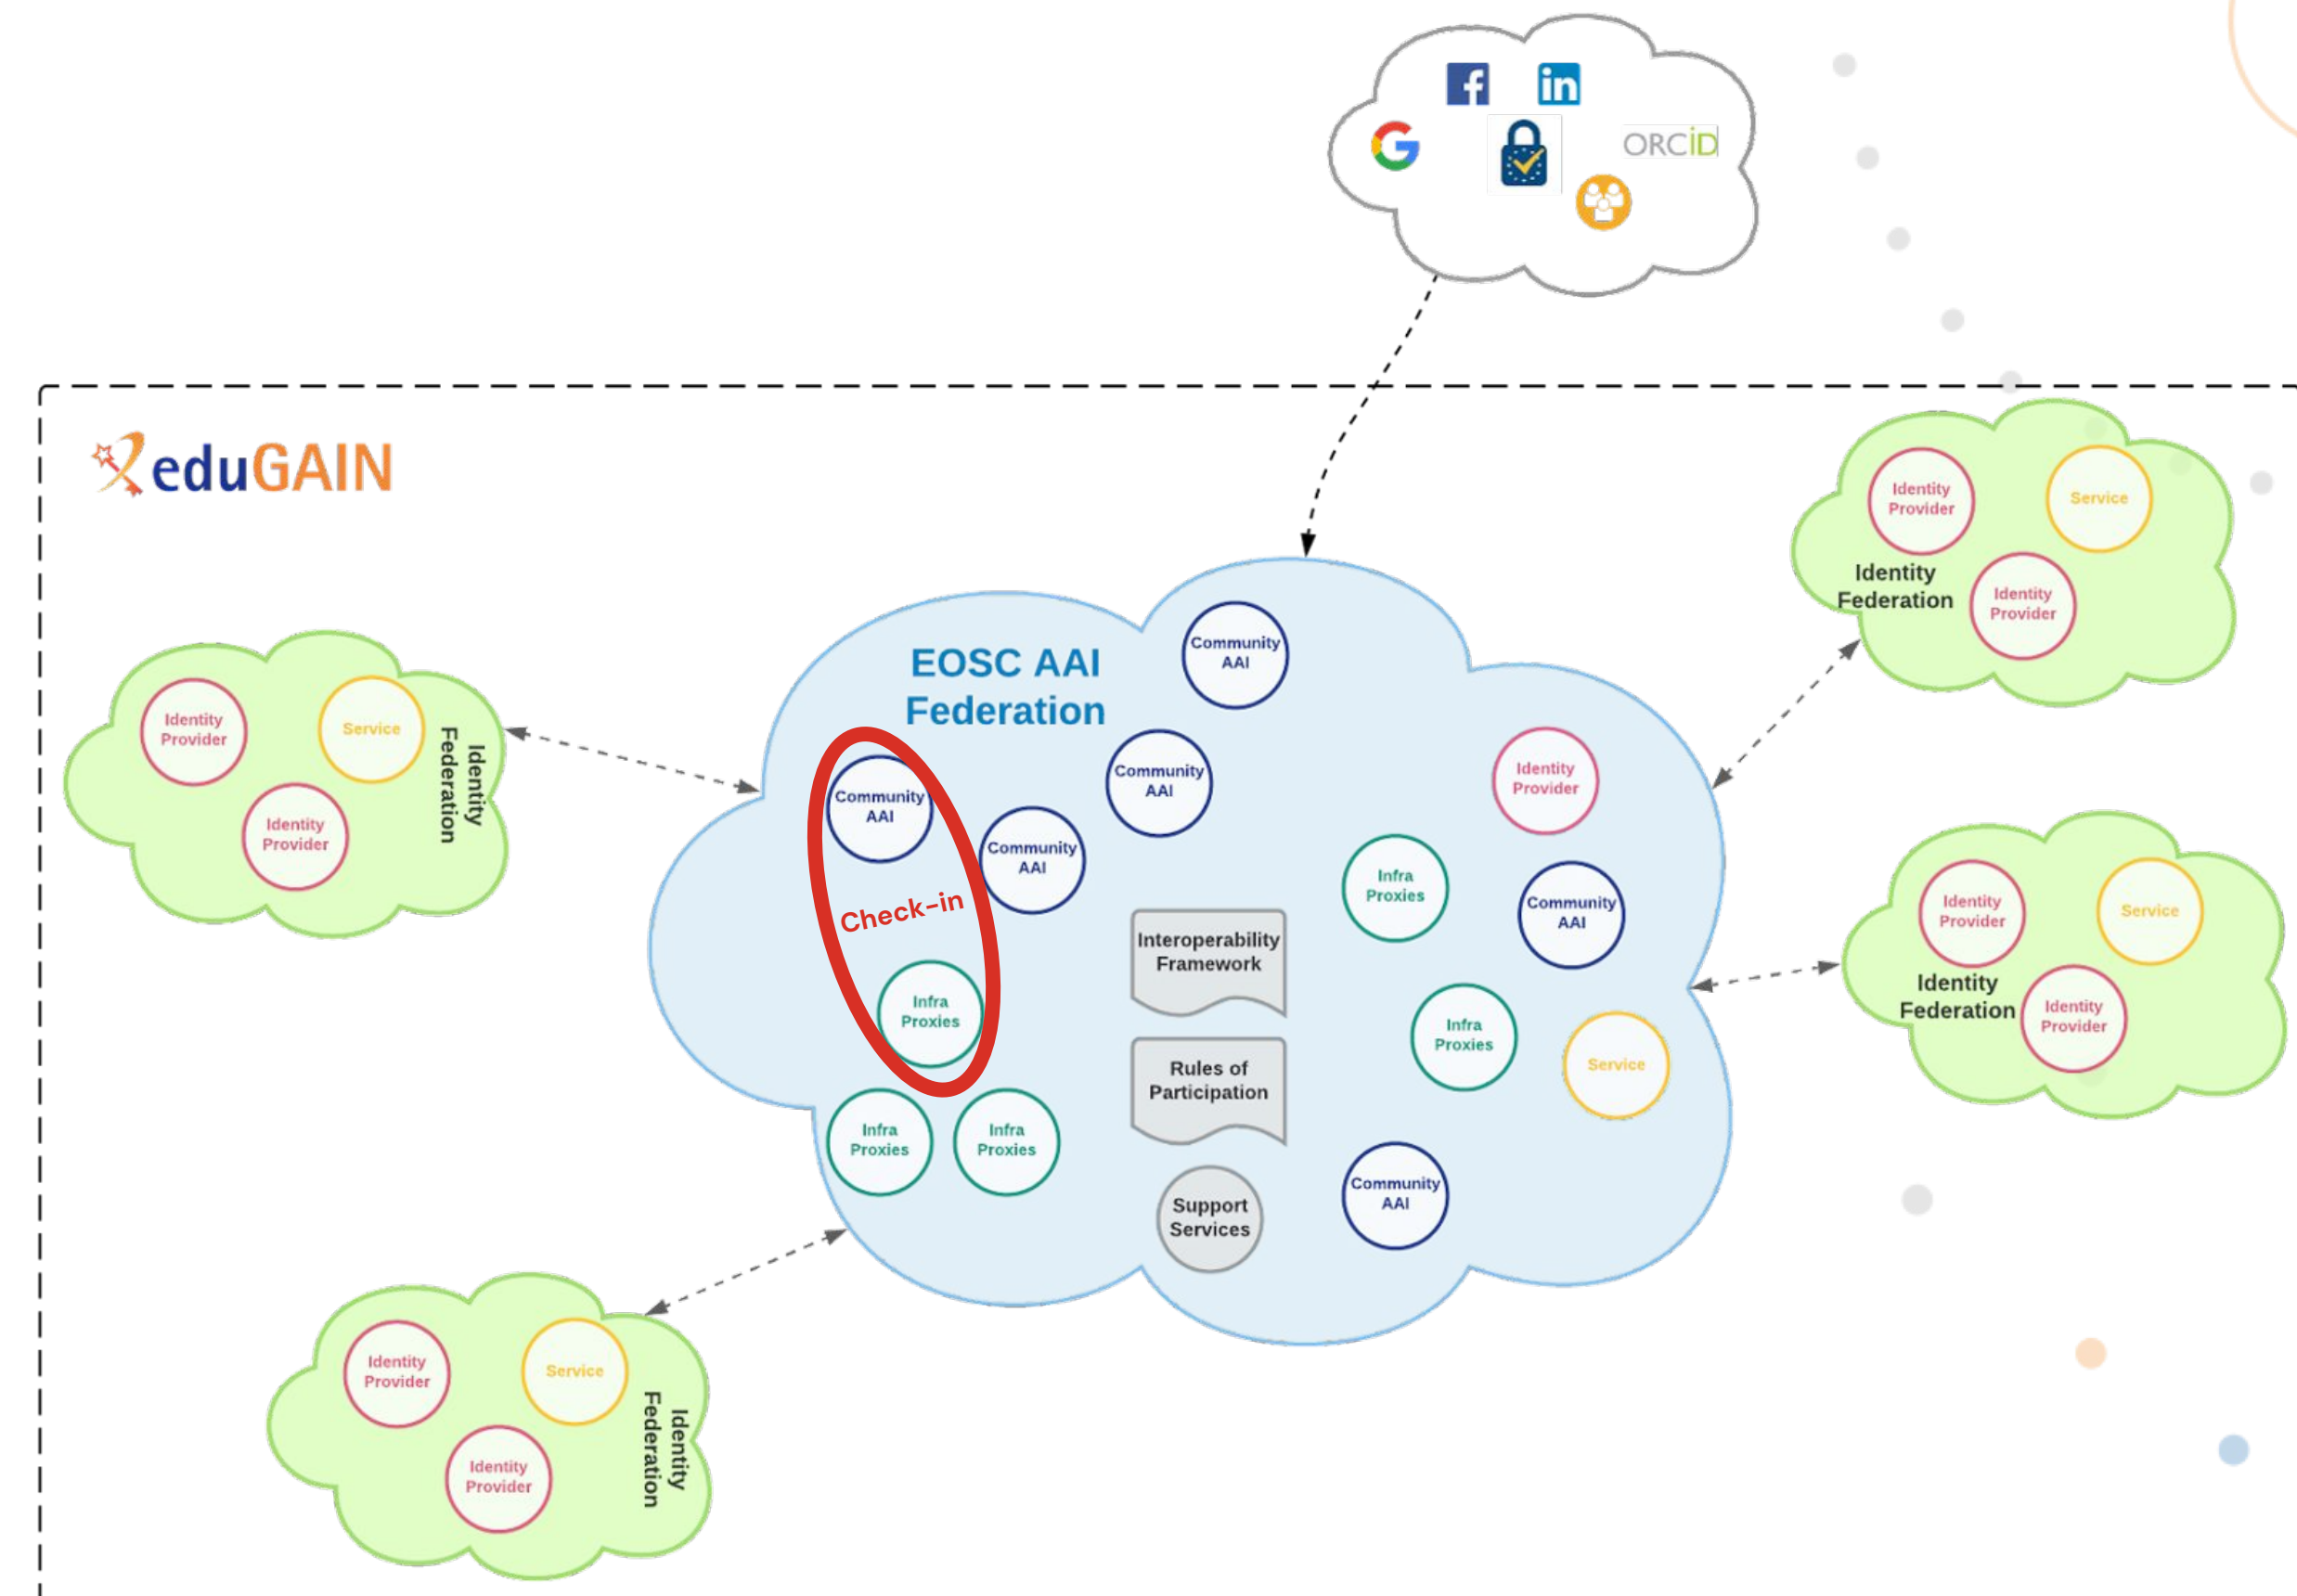 ORCiD
eduGAIN
Identity
Provider
Service
Identity
Federation
Identity
Provider
EOSC AAI
Federation
Community
AAI
Community
AAI
Community
AAI
Community
AAI
Check-in
Infra
Proxies
Infra
Proxies
Infra
Proxies
Interoperability
Framework
Rules of
Participation
Support
Services
Identity
Provider
Infra
Proxies
Community
AAI
Infra
Proxies
Service
Community
AAI
Identity
Provider
Service
Identity
Federation
Identity
Provider
Identity
Provider
Service
Identity
Federation
Identity
Provider
Identity
Provider
Service
Identity
Federation
Identity
Provider